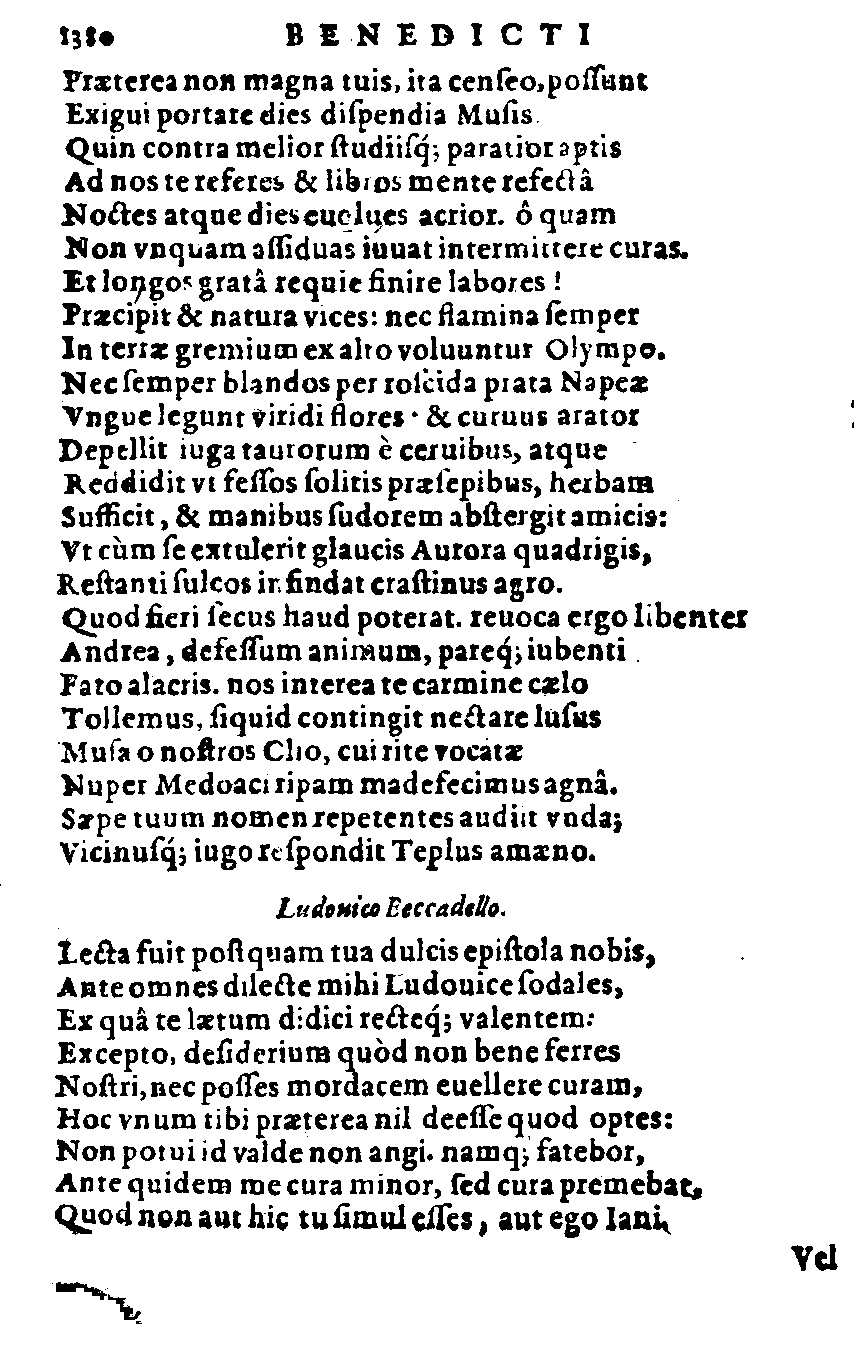 1380 BENEDICTI
Præterea non magna tuis, ita cenſeo, poſſunt
Exigui portare dies diſpendia Muſis.
Quin contra melior ſtudiiſq́; paratior aptis
Ad nos te referes & libros mente refectâ
Noctes atque dies euolues acrior. ô quam
Non vnquam aſſiduas iuuat intermittere curas.
Et longos gratâ requie finire labores!
Præcipit & natura vices: nec flamina ſemper
In terræ gremium ex alto voluuntur Olympo.
Nec ſemper blandos per roſcida prata Napeæ
Vngue legunt viridi flores · & curuus arator
Depellit iuga taurorum è ceruibus, atque
Reddidit vt feſſos ſolitis præſepibus, herbam
Sufficit, & manibus ſudorem abſtergit amicis:
Vt cùm ſe extulerit glaucis Aurora quadrigis,
Reſtanti ſulcos infindat craſtinus agro.
Quod fieri ſecus haud poterat. reuoca ergo libenter
Andrea, defeſſum animum, pareq́; iubenti
Fato alacris. nos interea te carmine cælo
Tollemus, ſiquid contingit nectare luſus
Muſa o noſtros Clio, cui rite vocatæ
Nuper Medoaci ripam madefecimus agnâ.
Sæpe tuum nomen repetentes audiit vnda;
Vicinuſq́; iugo reſpondit Teplus amæno.
Ludouico Beccadello.
Lecta fuit poſtquam tua dulcis epiſtola nobis,
Ante omnes dilecte mihi Ludouice ſodales,
Ex quâ te lætum didici recteq́; valentem:
Excepto, deſiderium quòd non bene ferres
Noſtri, nec poſſes mordacem euellere curam,
Hoc vnum tibi præterea nil deeſſe quod optes:
Non potui id valde non angi. namq; fatebor,
Ante quidem me cura minor, ſed cura premebat,
Quod non aut hic tu ſimul eſſes, aut ego Iani,
Vel